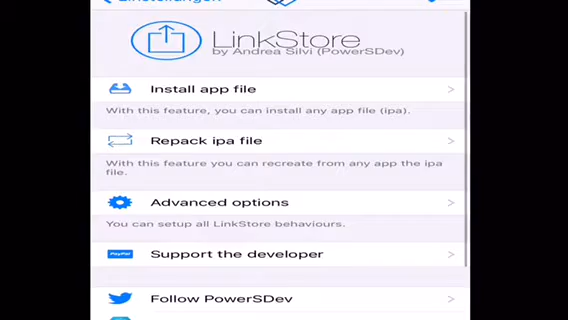 Einstellungen
LinkStore
by Andrea Silvi (PowerSDev)
Install app file
With this feature, you can install any app file (ipa).
Repack ipa file
With this feature you can recreate from any app the ipa
file.
Advanced options
You can setup all LinkStore behaviours.
PayPal
Support the developer
Follow PowerSDev